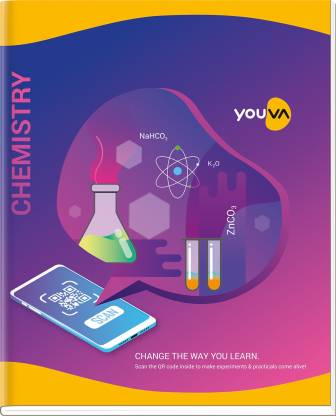 CHEMISTRY
youVA
NaHCO3
K2O
ZnCO3
SCAN
CHANGE THE WAY YOU LEARN.
Scan the QR code inside to make experiments & practicals come alive!